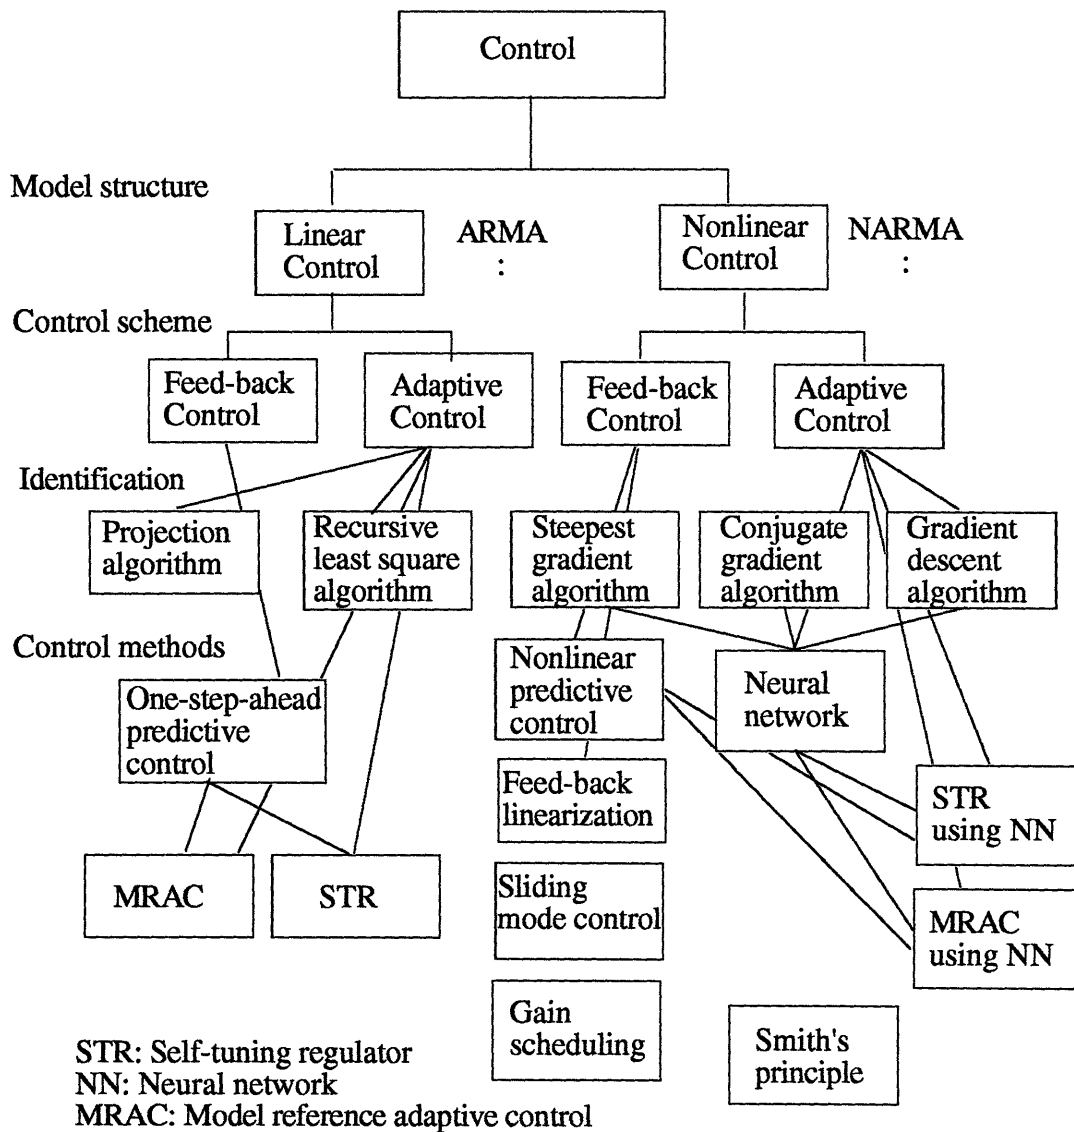 Control
Model structure
Linear
Control
ARMA
:
Nonlinear
Control
NARMA
:
Control scheme
Feed-back
Control
Adaptive
Control
Feed-back
Control
Adaptive
Control
Identification
Projection
algorithm
Recursive
least square
algorithm
Steepest
gradient
algorithm
Conjugate
gradient
algorithm
Gradient
descent
algorithm
Control methods
One-step-ahead
predictive
control
Nonlinear
predictive
control
Neural
network
Feed-back
linearization
STR
using NN
MRAC
STR
Sliding
mode control
MRAC
using NN
Gain
scheduling
Smith's
principle
STR: Self-tuning regulator
NN: Neural network
MRAC: Model reference adaptive control